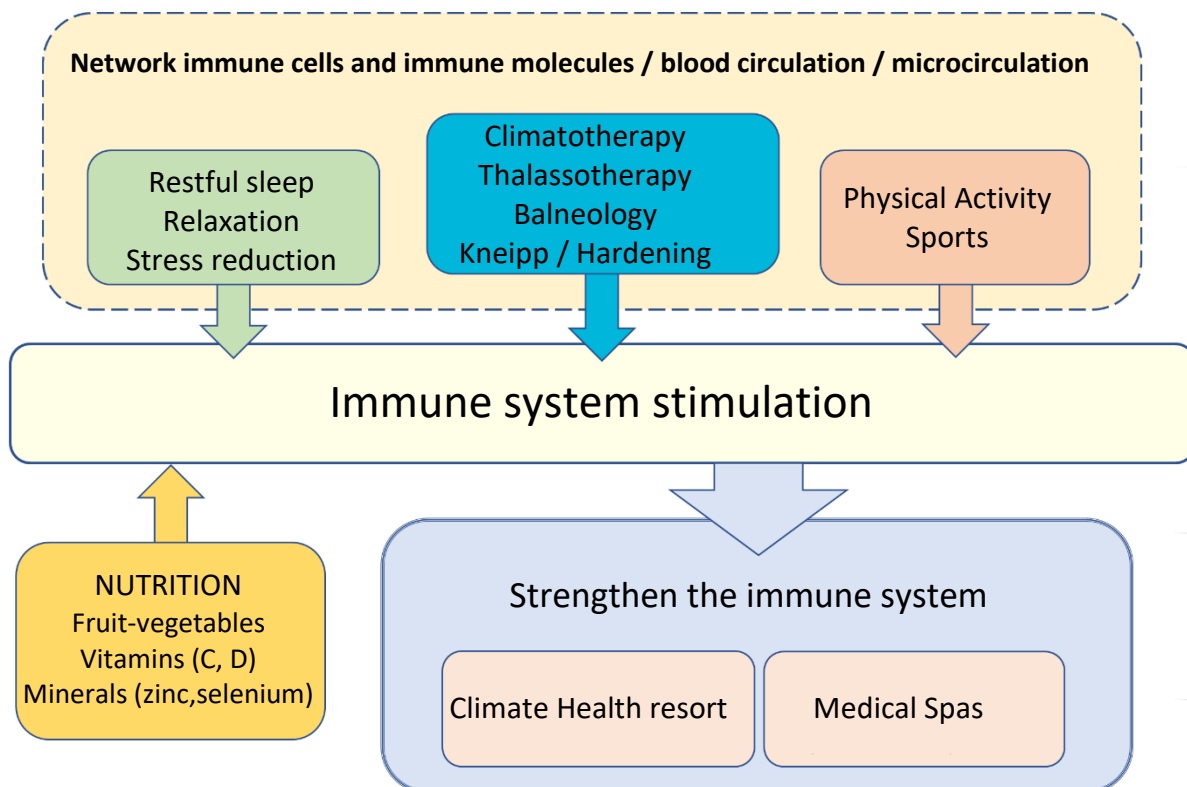 Network immune cells and immune molecules / blood circulation / microcirculation
Restful sleep
Relaxation
Stress reduction
Climatotherapy
Thalassotherapy
Balneology
Kneipp / Hardening
Physical Activity
Sports
Immune system stimulation
NUTRITION
Fruit-vegetables
Vitamins (C, D)
Minerals (zinc,selenium)
Strengthen the immune system
Climate Health resort
Medical Spas